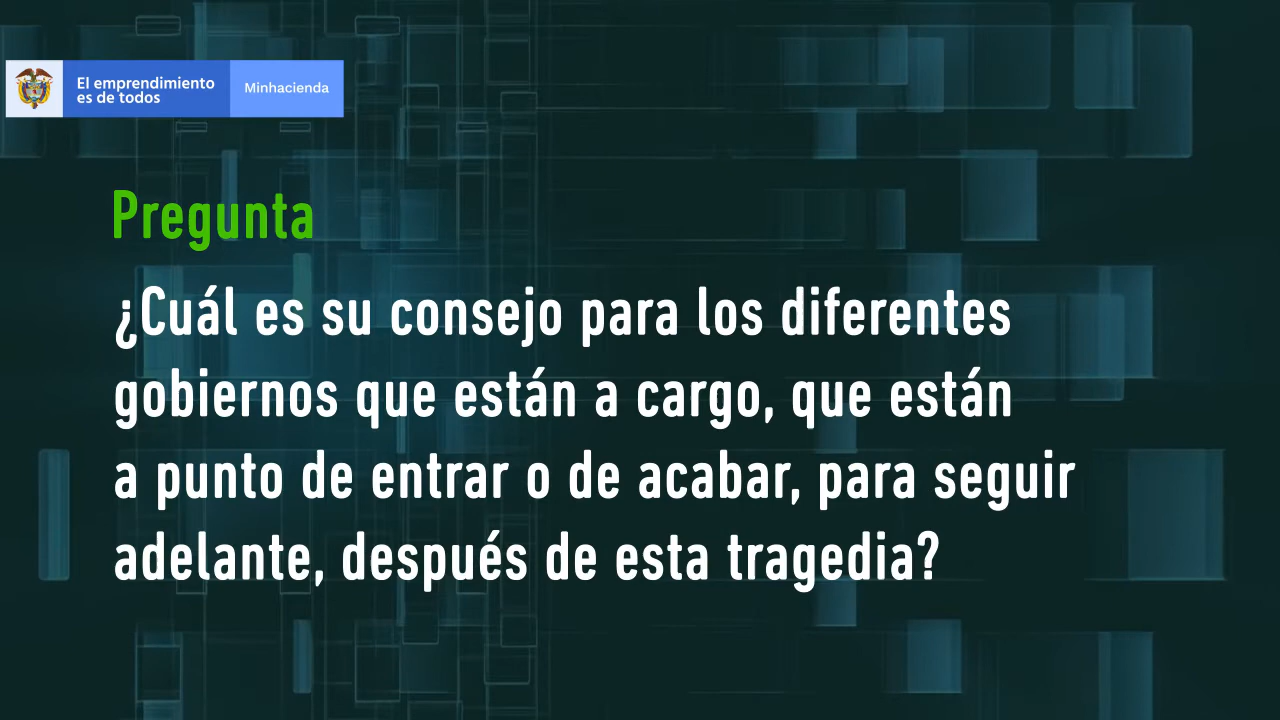 El emprendimiento
es de todos
Minhacienda
Pregunta
¿Cuál es su consejo para los diferentes
gobiernos que están a cargo, que están
a punto de entrar o de acabar, para seguir
adelante, después de esta tragedia?